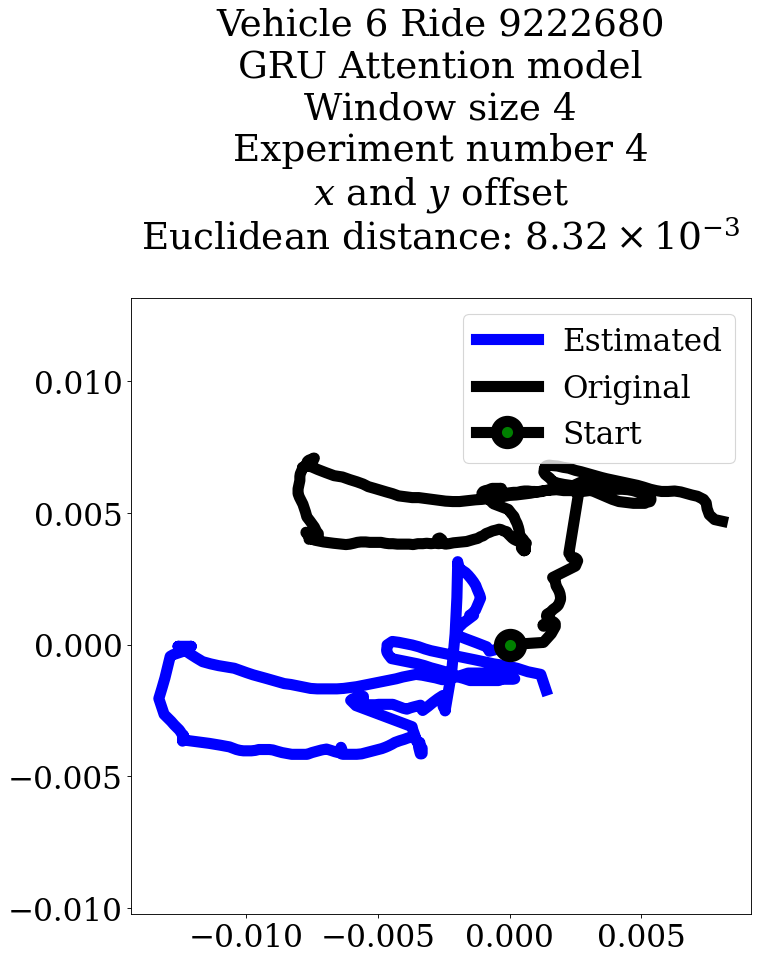 Vehicle 6 Ride 9222680
GRU Attention model
Window size 4
Experiment number 4
x and y offset
Euclidean distance: 8.32 × 10⁻³
Estimated
Original
Start
0.010
0.005
0.000
−0.005
−0.010
−0.010 −0.005 0.000 0.005